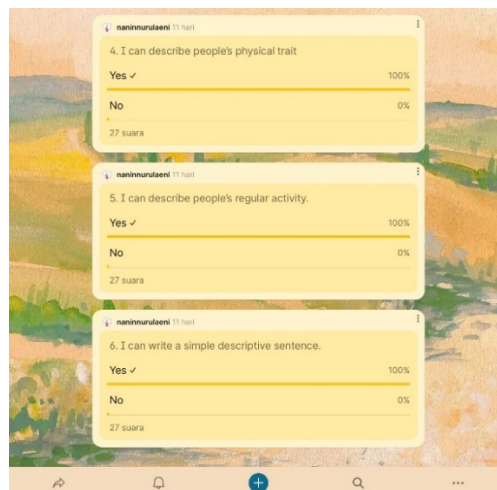 naninnurulaeni 11 hari
4. I can describe people's physical trait
Yes ✓ 100%
No 0%
27 suara
naninnurulaeni 11 hari
5. I can describe people's regular activity.
Yes ✓ 100%
No 0%
27 suara
naninnurulaeni 11 hari
6. I can write a simple descriptive sentence.
Yes ✓ 100%
No 0%
27 suara